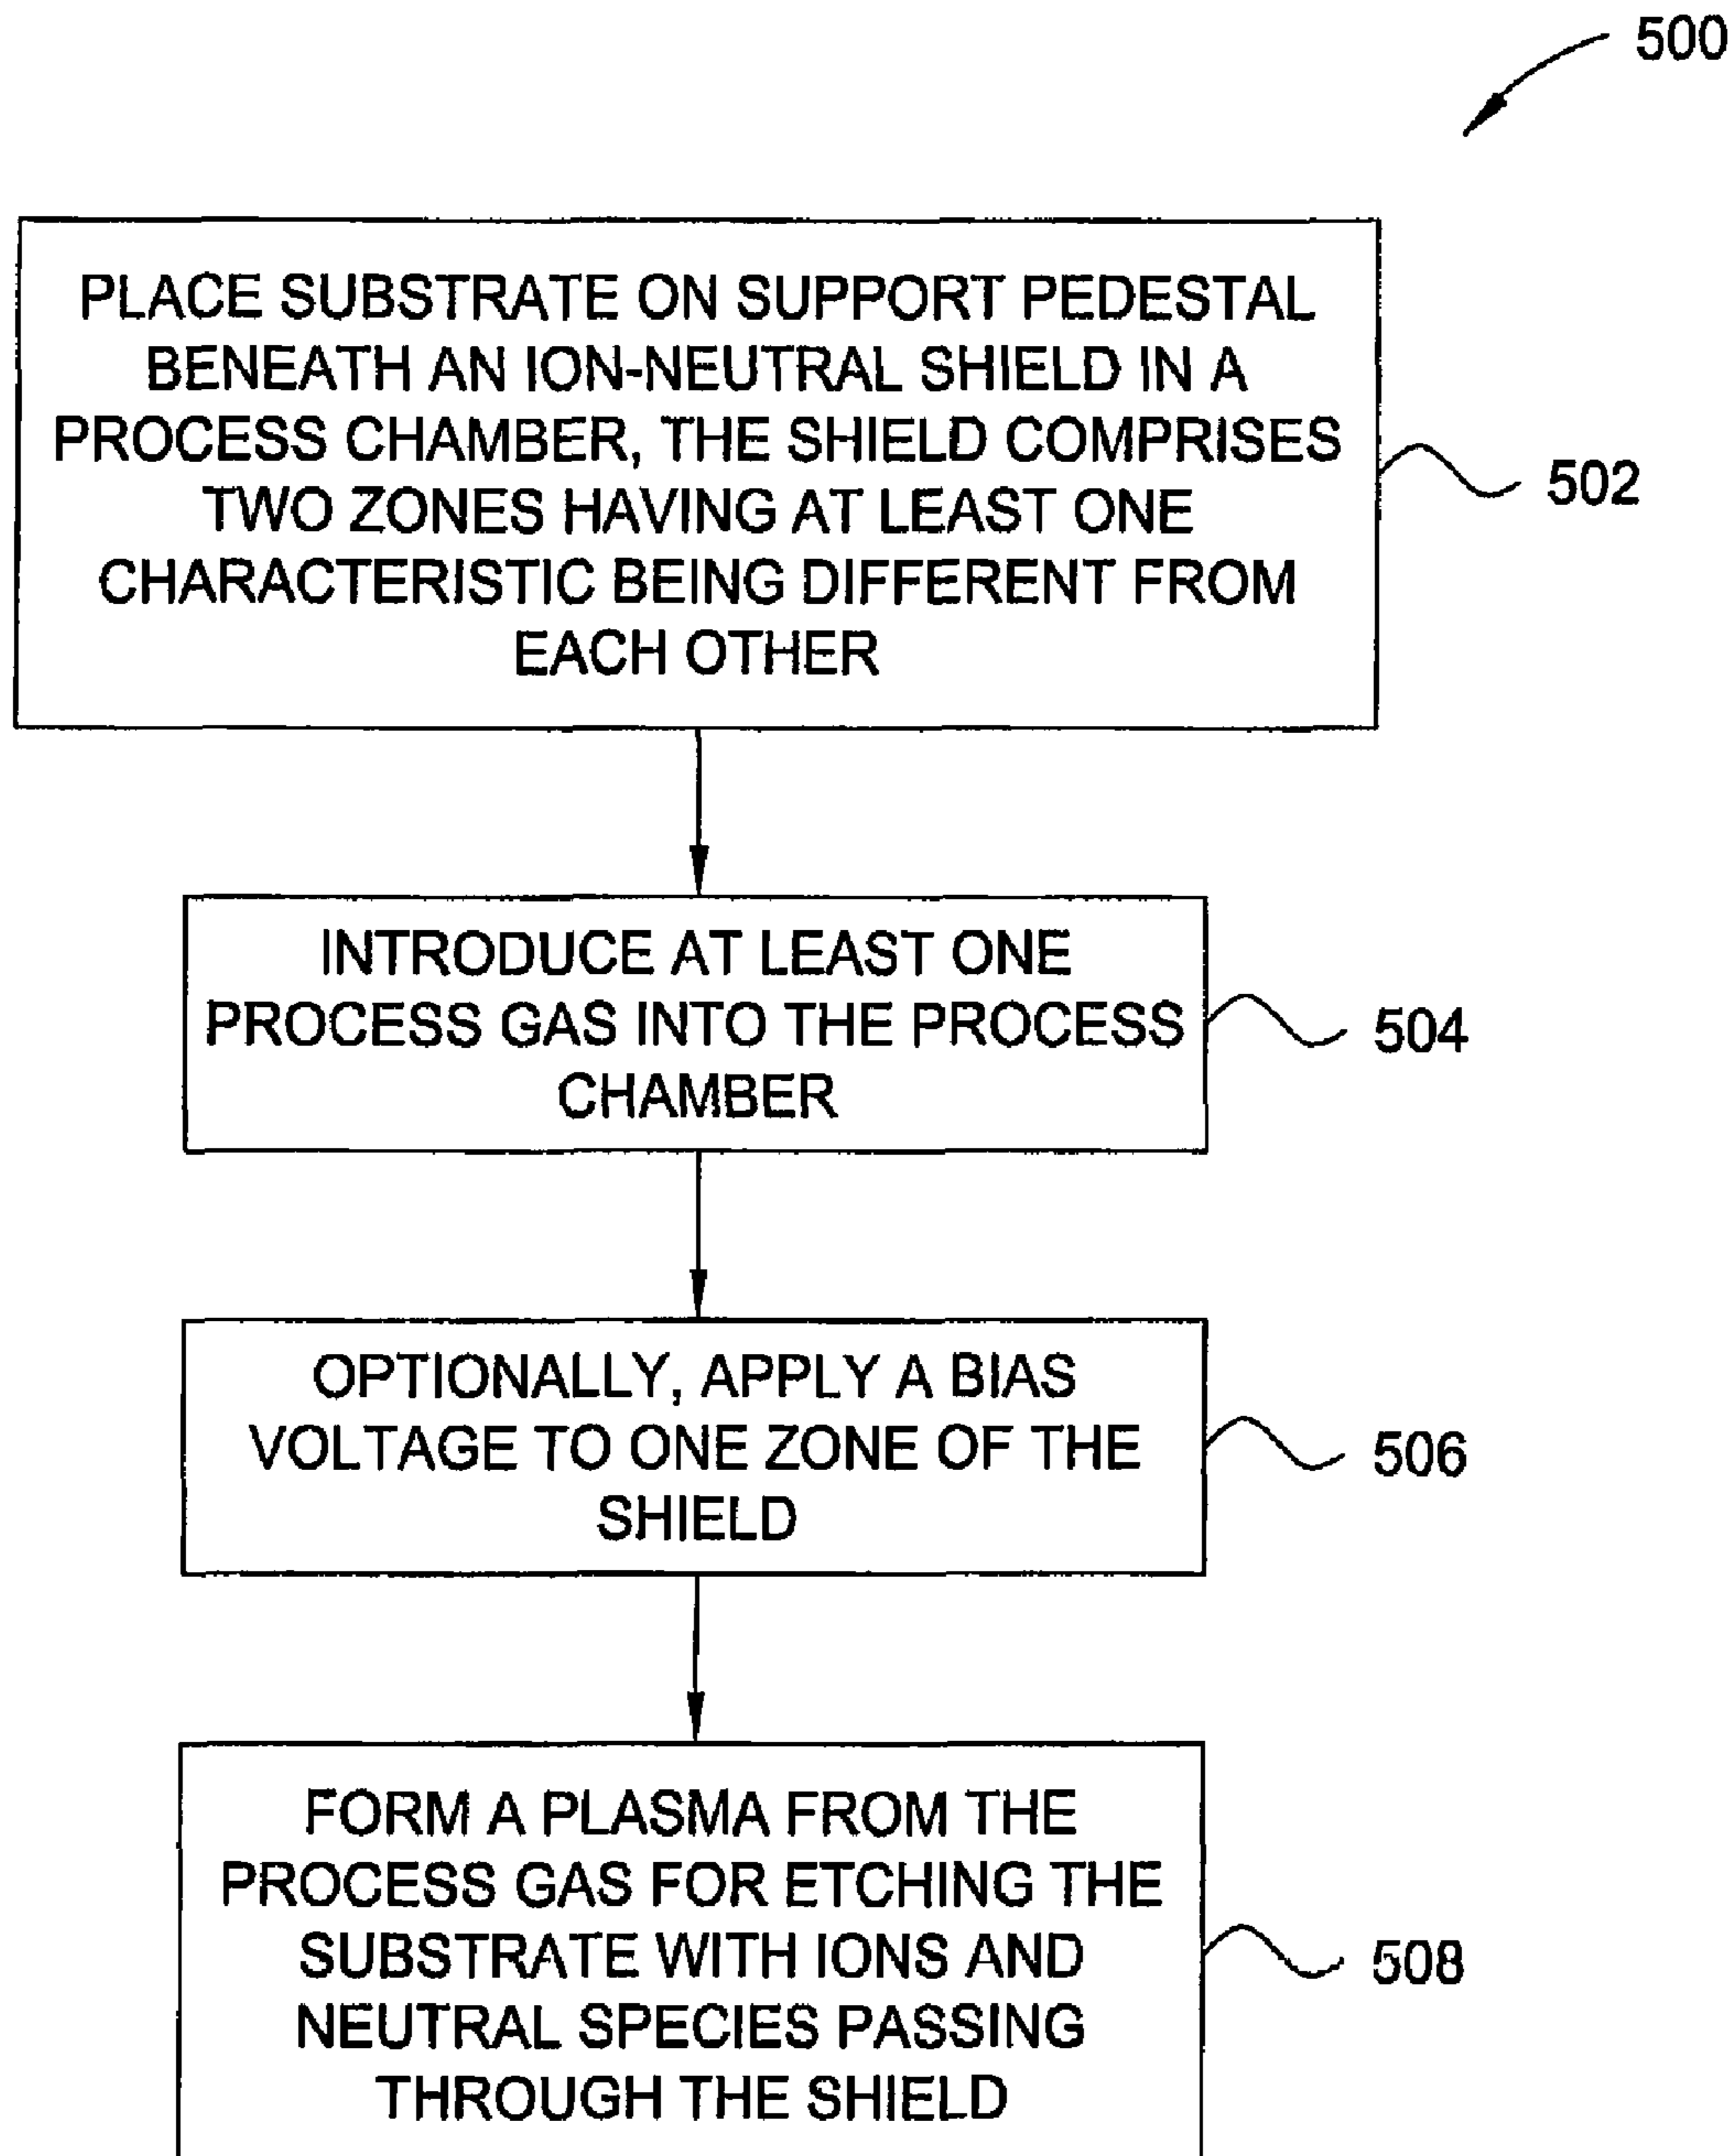 500
PLACE SUBSTRATE ON SUPPORT PEDESTAL
BENEATH AN ION-NEUTRAL SHIELD IN A
PROCESS CHAMBER, THE SHIELD COMPRISES
TWO ZONES HAVING AT LEAST ONE
CHARACTERISTIC BEING DIFFERENT FROM
EACH OTHER
502
INTRODUCE AT LEAST ONE
PROCESS GAS INTO THE PROCESS
CHAMBER
504
OPTIONALLY, APPLY A BIAS
VOLTAGE TO ONE ZONE OF THE
SHIELD
506
FORM A PLASMA FROM THE
PROCESS GAS FOR ETCHING THE
SUBSTRATE WITH IONS AND
NEUTRAL SPECIES PASSING
THROUGH THE SHIELD
508